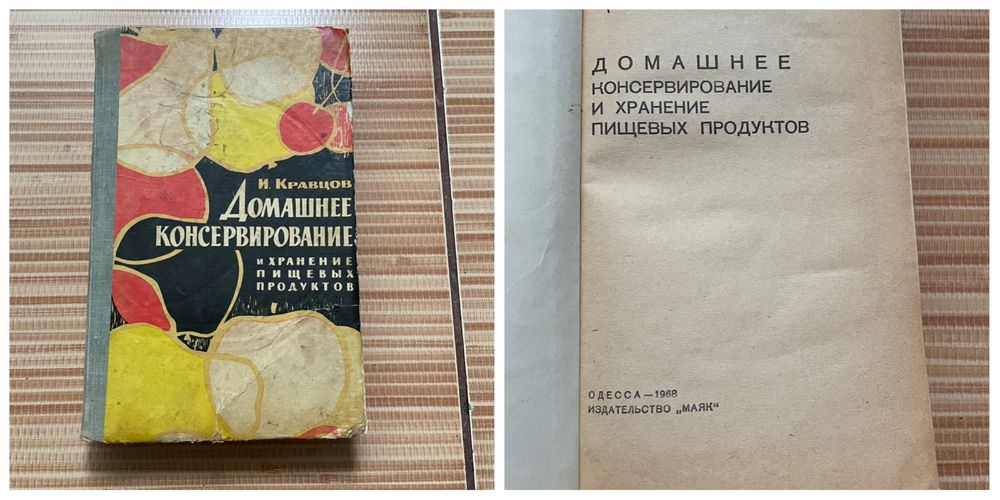 И. Кравцов
Домашнее
консервирование
и хранение
пищевых
продуктов
ДОМАШНЕЕ
КОНСЕРВИРОВАНИЕ
И ХРАНЕНИЕ
ПИЩЕВЫХ ПРОДУКТОВ
ОДЕССА—1968
ИЗДАТЕЛЬСТВО „МАЯК“